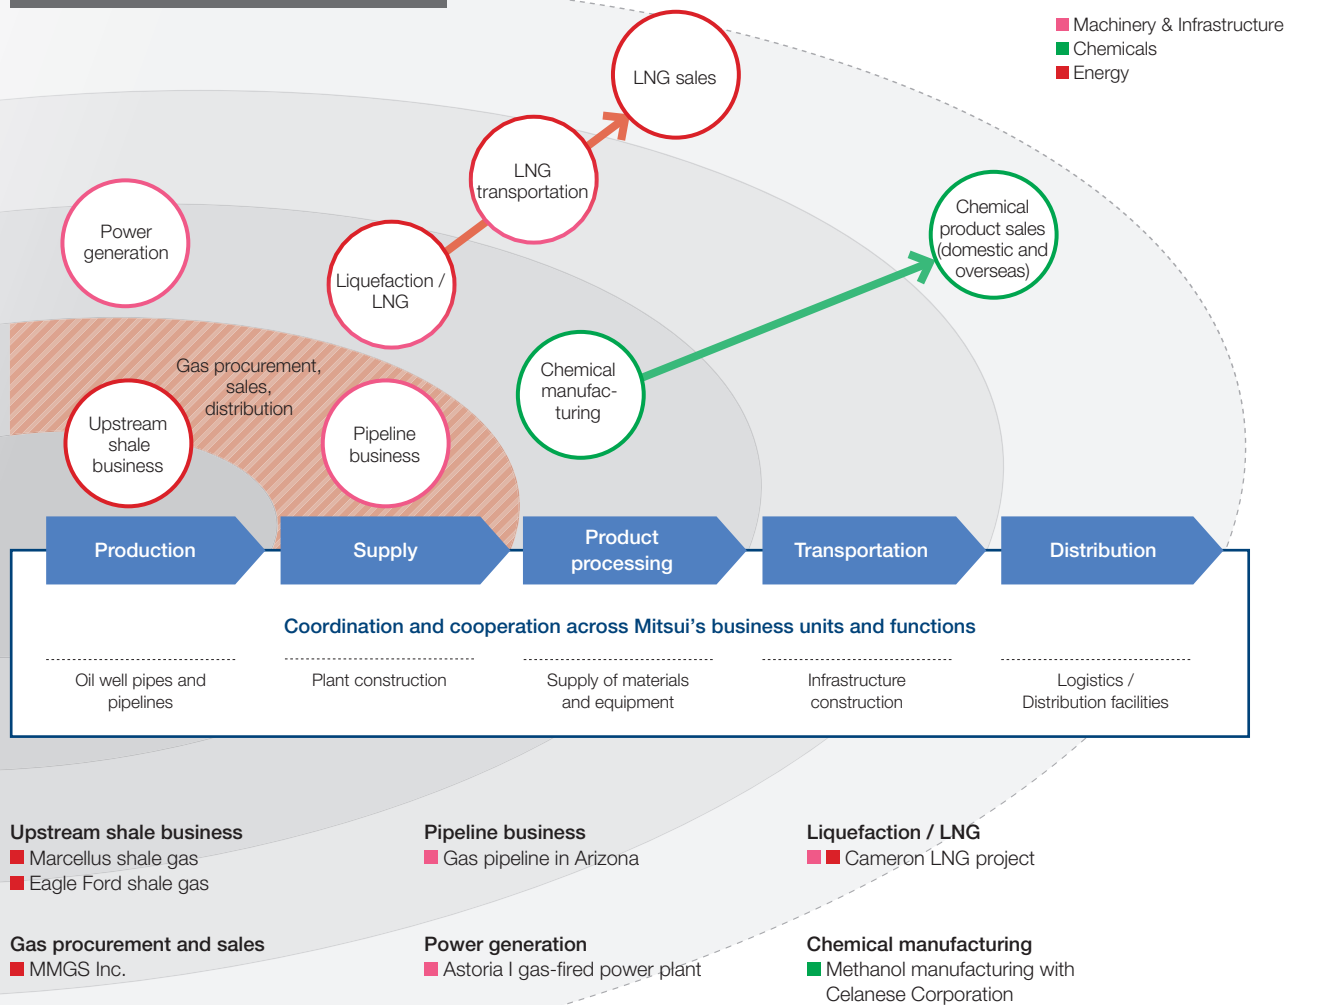 Machinery & Infrastructure
Chemicals
Energy
LNG sales
LNG
transportation
Power
generation
Liquefaction /
LNG
Chemical
product sales
(domestic and
overseas)
Gas procurement,
sales,
distribution
Upstream
shale
business
Pipeline
business
Chemical
manufac-
turing
Production
Supply
Product
processing
Transportation
Distribution
Coordination and cooperation across Mitsui’s business units and functions
Oil well pipes and
pipelines
Plant construction
Supply of materials
and equipment
Infrastructure
construction
Logistics /
Distribution facilities
Upstream shale business
Marcellus shale gas
Eagle Ford shale gas
Pipeline business
Gas pipeline in Arizona
Liquefaction / LNG
Cameron LNG project
Gas procurement and sales
MMGS Inc.
Power generation
Astoria I gas-fired power plant
Chemical manufacturing
Methanol manufacturing with
Celanese Corporation